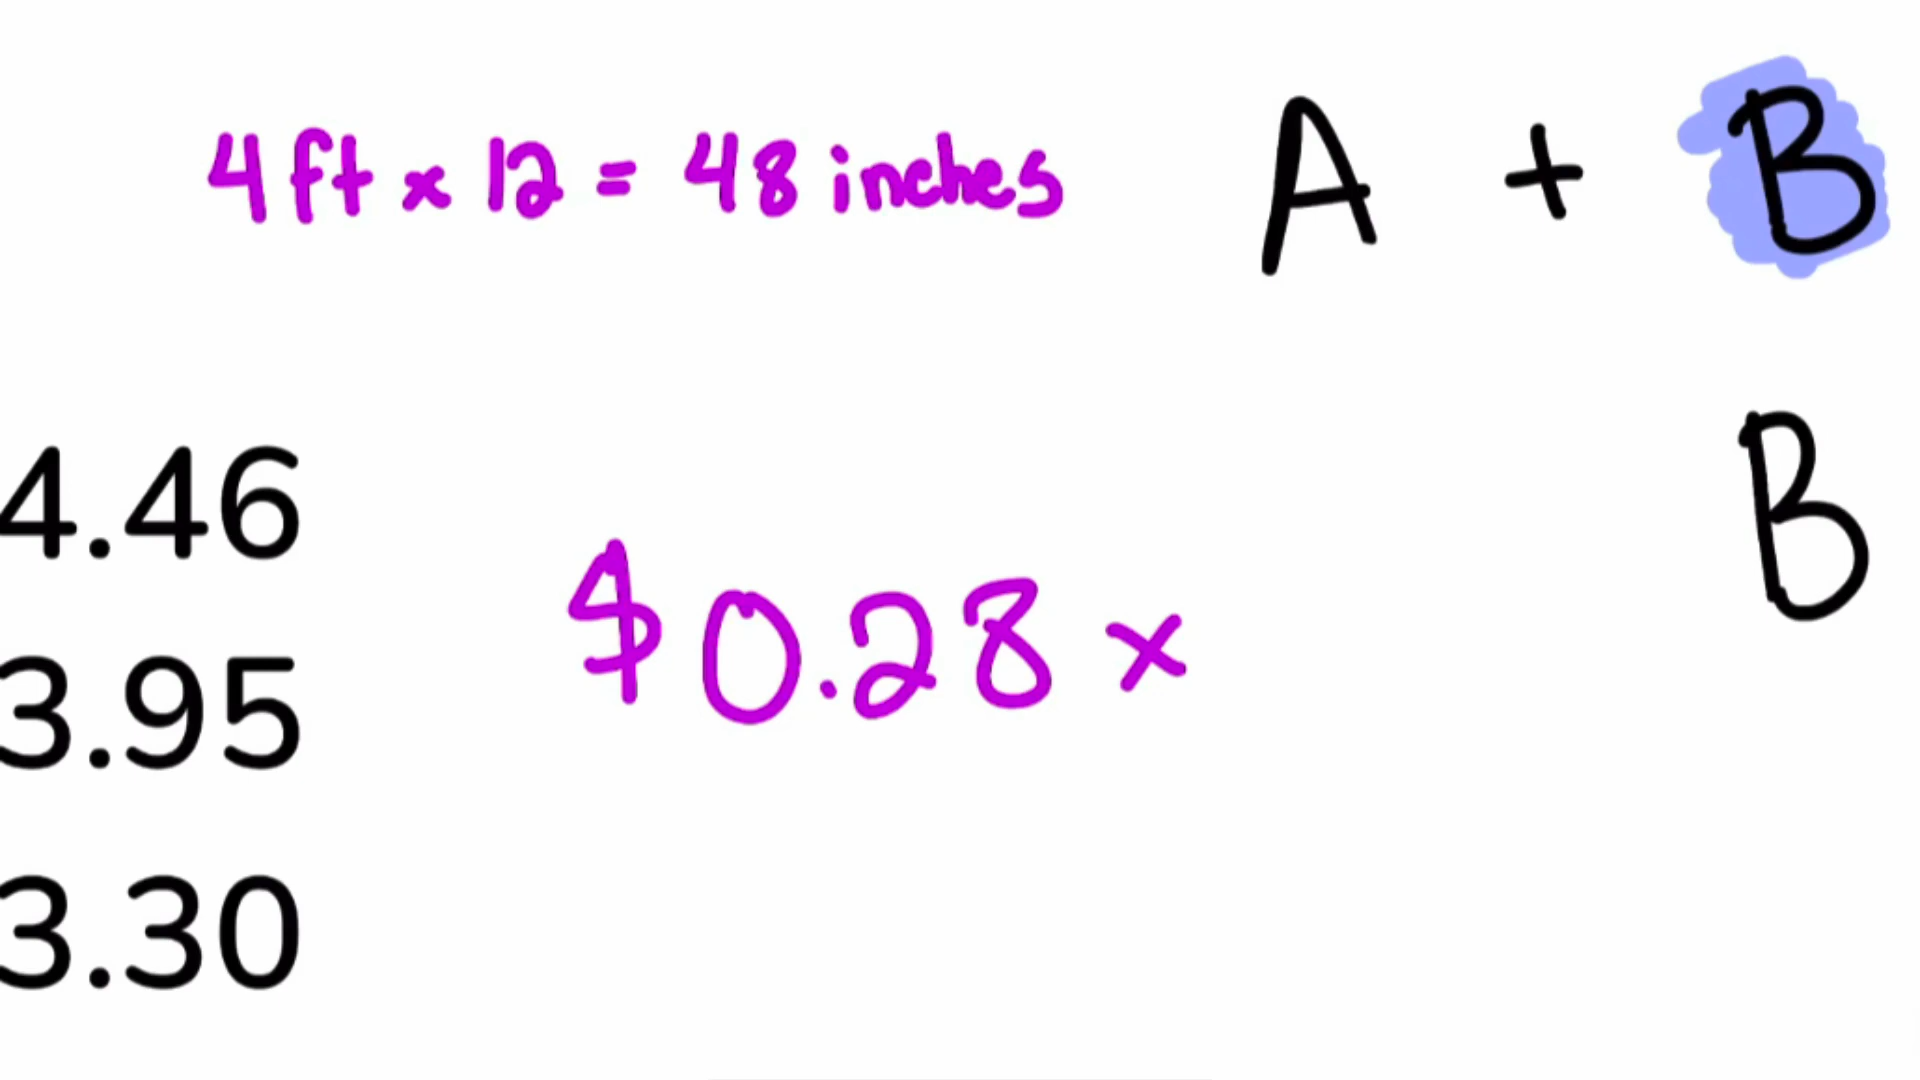 4 ft x 12 = 48 inches
A + B
B
4.46
$0.28 x
3.95
3.30